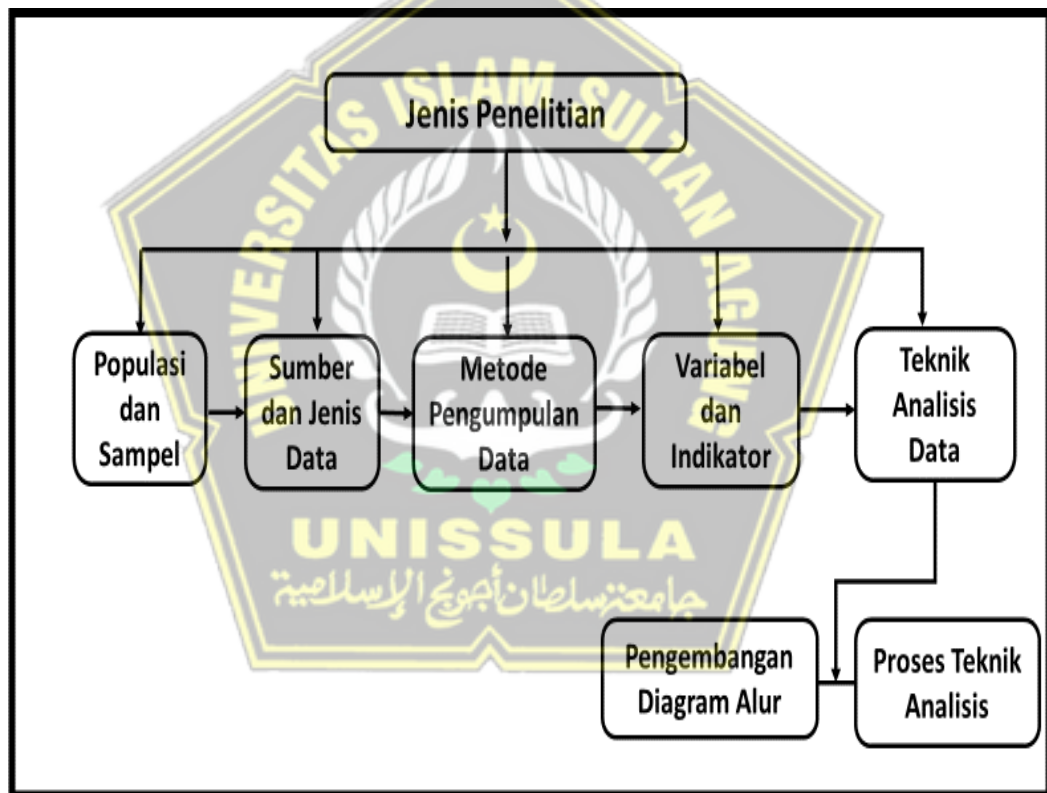 Jenis Penelitian
UNIVERSITAS ISLAM SULTAN AGUNG
Populasi
dan
Sampel
Sumber
dan Jenis
Data
Metode
Pengumpulan
Data
Variabel
dan
Indikator
Teknik
Analisis
Data
UNISSULA
جامعة سلطان أجونج الإسلامية
Pengembangan
Diagram Alur
Proses Teknik
Analisis